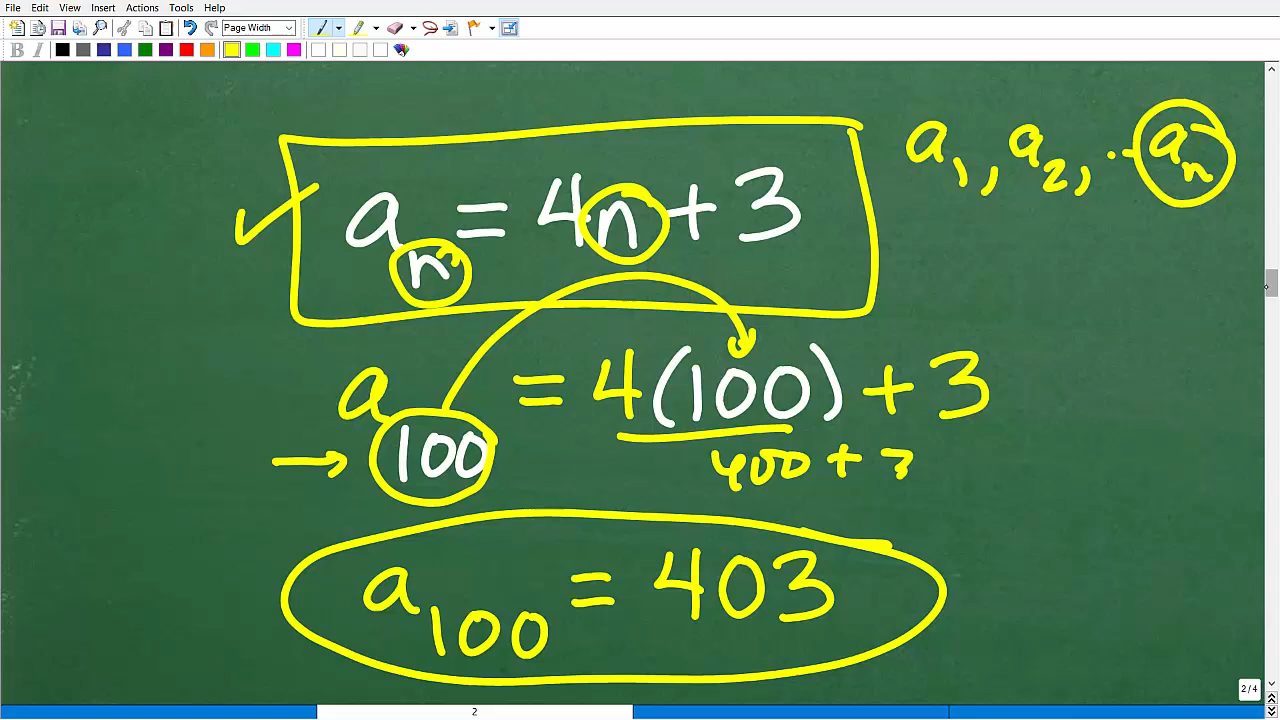 File Edit View Insert Actions Tools Help
Page Width
B I
a₁, a₂, ..aₙ
aₙ = 4n + 3
a₁₀₀ = 4(100) + 3
400 + 3
a₁₀₀ = 403
2/4
2